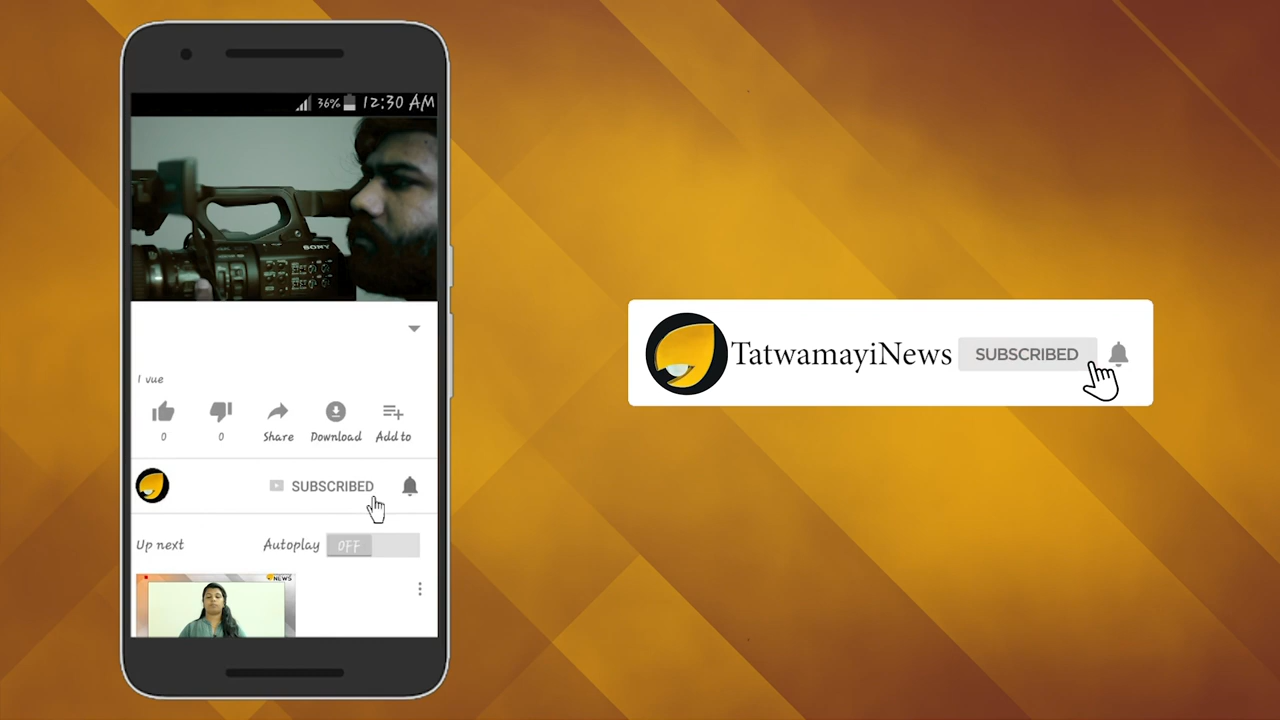 36% 12:30 AM
SONY
1 vue
0 0 Share Download Add to
SUBSCRIBED
Up next Autoplay OFF
NEWS
TatwamayiNews SUBSCRIBED